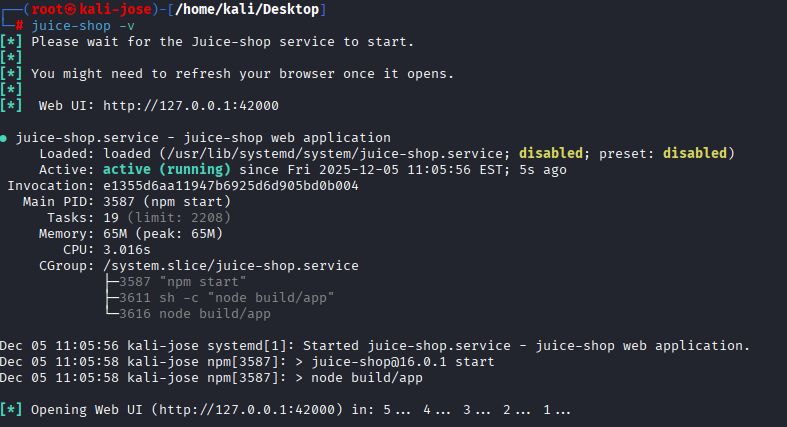 ┌──(root㉿kali-jose)-[/home/kali/Desktop]
└─# juice-shop -v
[*] Please wait for the Juice-shop service to start.
[*]
[*] You might need to refresh your browser once it opens.
[*]
[*]  Web UI: http://127.0.0.1:42000
● juice-shop.service - juice-shop web application
Loaded: loaded (/usr/lib/systemd/system/juice-shop.service; disabled; preset: disabled)
Active: active (running) since Fri 2025-12-05 11:05:56 EST; 5s ago
Invocation: e1355d6aa11947b6925d6d905bd0b004
Main PID: 3587 (npm start)
Tasks: 19 (limit: 2208)
Memory: 65M (peak: 65M)
CPU: 3.016s
CGroup: /system.slice/juice-shop.service
├─3587 "npm start"
├─3611 sh -c "node build/app"
└─3616 node build/app
Dec 05 11:05:56 kali-jose systemd[1]: Started juice-shop.service - juice-shop web application.
Dec 05 11:05:58 kali-jose npm[3587]: > juice-shop@16.0.1 start
Dec 05 11:05:58 kali-jose npm[3587]: > node build/app
[*] Opening Web UI (http://127.0.0.1:42000) in: 5... 4... 3... 2... 1...